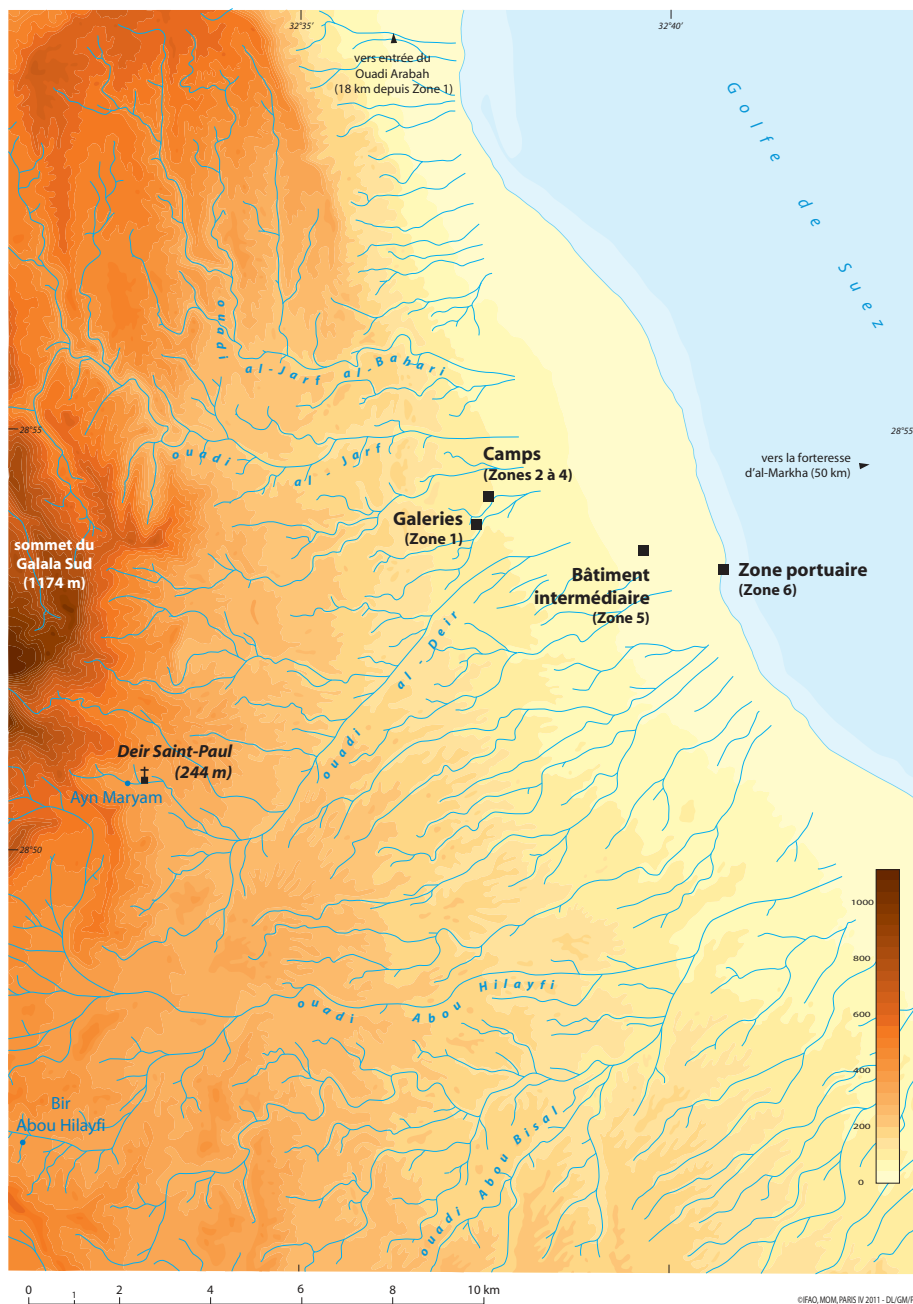 32°35'
32°40'
vers entrée du
Ouadi Arabah
(18 km depuis Zone 1)
Golfe de Suez
ouadi
al-Jarf al-Bahari
28°55
28°55
ouadi al-Jarf
Camps
(Zones 2 à 4)
vers la forteresse
d'al-Markha (50 km)
Galeries
(Zone 1)
sommet du
Galala Sud
(1174 m)
Bâtiment
intermédiaire
(Zone 5)
Zone portuaire
(Zone 6)
ouadi al-Deir
Deir Saint-Paul
(244 m)
Ayn Maryam
28°50
1000
800
600
400
200
0
ouadi Abou Hilayfi
Bir
Abou Hilayfi
ouadi Abou Bisal
0 1 2 4 6 8 10 km
©IFAO, MOM, PARIS IV 2011 - DL/GM/F